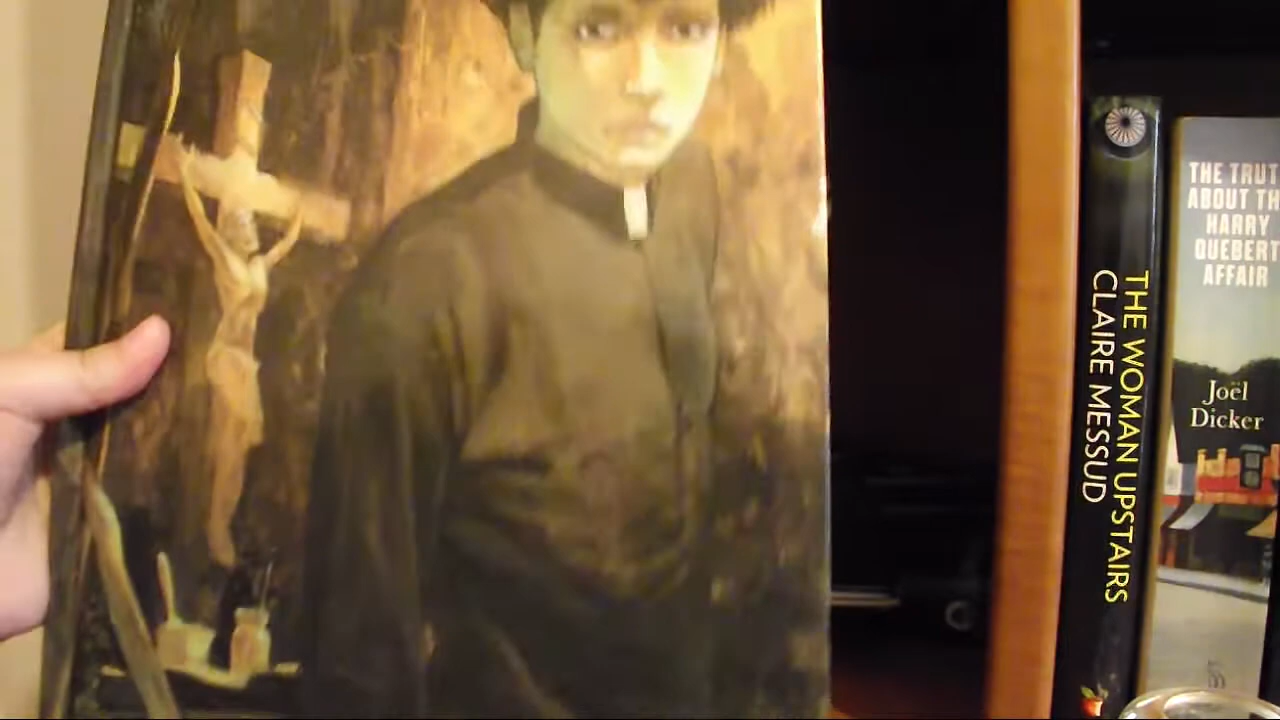 THE WOMAN UPSTAIRS
CLAIRE MESSUD
THE TRUT
ABOUT TH
HARRY
QUEBERT
AFFAIR
Joël
Dicker